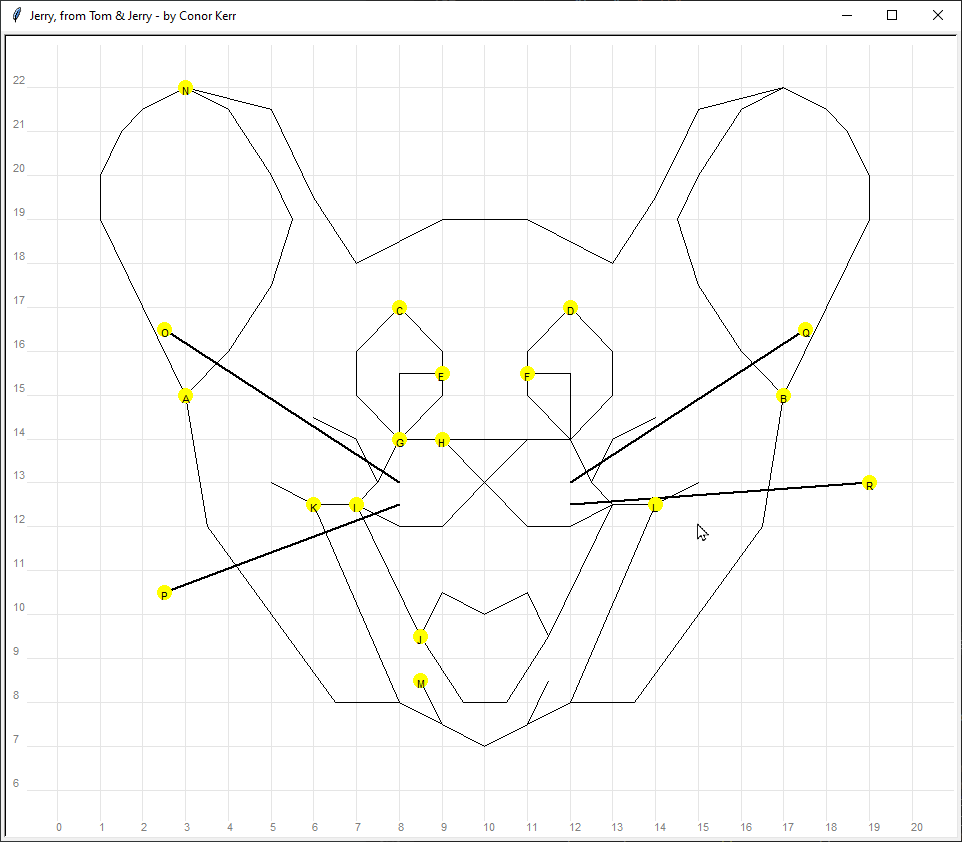 Jerry, from Tom & Jerry - by Conor Kerr
22
N
21
20
19
18
17
C
D
O
Q
16
E
F
15
A
B
14
G
H
13
R
K
I
L
12
11
P
10
J
9
M
8
7
6
0 1 2 3 4 5 6 7 8 9 10 11 12 13 14 15 16 17 18 19 20